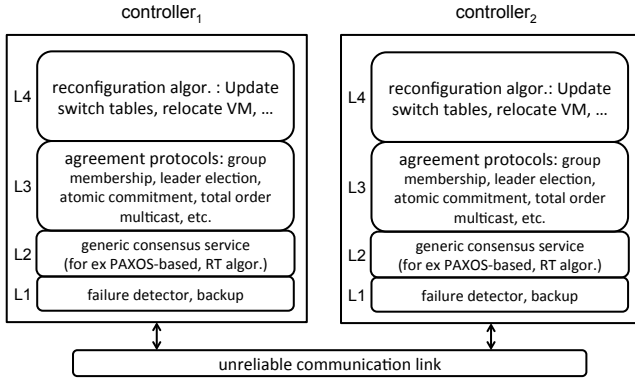 controller₁
L4
reconfiguration algor. : Update
switch tables, relocate VM, ...
L3
agreement protocols: group
membership, leader election,
atomic commitment, total order
multicast, etc.
L2
generic consensus service
(for ex PAXOS-based, RT algor.)
L1
failure detector, backup
controller₂
L4
reconfiguration algor.: Update
switch tables, relocate VM, ...
L3
agreement protocols: group
membership, leader election,
atomic commitment, total order
multicast, etc.
L2
generic consensus service
(for ex PAXOS-based, RT algor.)
L1
failure detector, backup
unreliable communication link